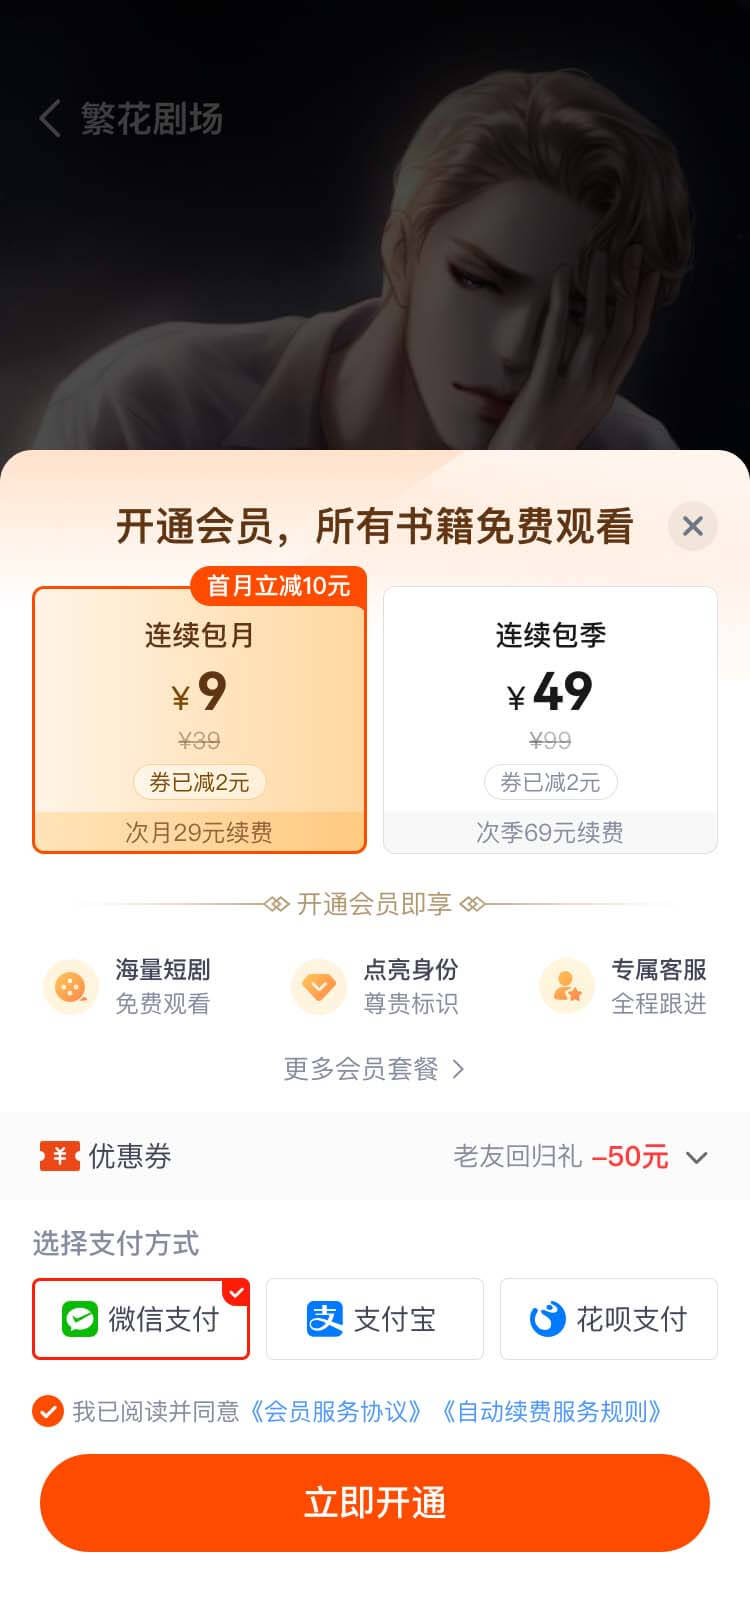 繁花剧场
开通会员，所有书籍免费观看
首月立减10元
连续包月
¥9
¥39
券已减2元
次月29元续费
连续包季
¥49
¥99
券已减2元
次季69元续费
开通会员即享
海量短剧
免费观看
点亮身份
尊贵标识
专属客服
全程跟进
更多会员套餐
¥ 优惠券 老友回归礼 -50元
选择支付方式
微信支付 支 支付宝 花呗支付
我已阅读并同意《会员服务协议》《自动续费服务规则》
立即开通